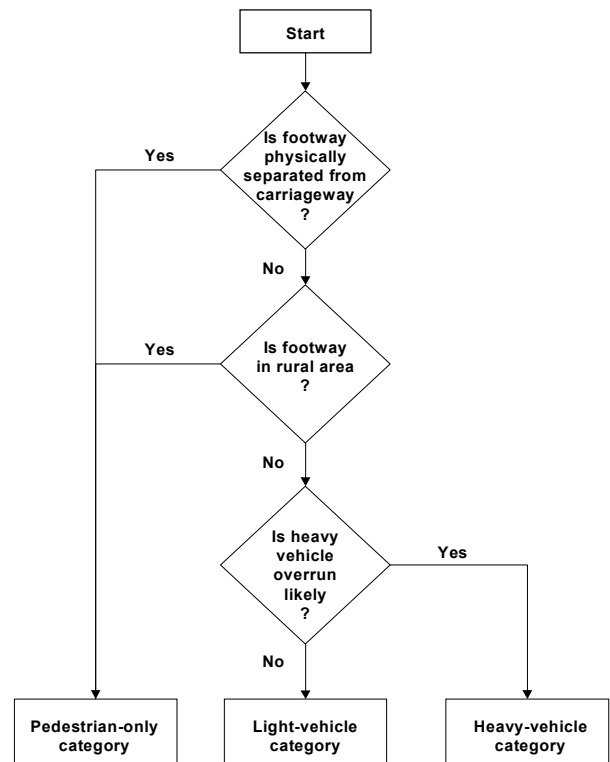 Start
Is footway
physically
separated from
carriageway
?
Yes
No
Is footway
in rural area
?
Yes
No
Is heavy
vehicle
overrun
likely
?
Yes
No
Pedestrian-only
category
Light-vehicle
category
Heavy-vehicle
category